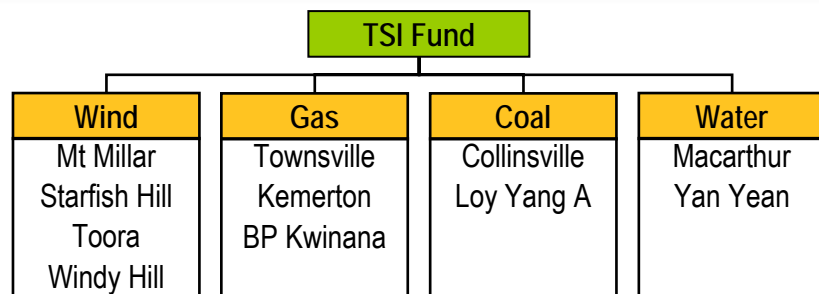 TSI Fund
Wind
Mt Millar
Starfish Hill
Toora
Windy Hill
Gas
Townsville
Kemerton
BP Kwinana
Coal
Collinsville
Loy Yang A
Water
Macarthur
Yan Yean